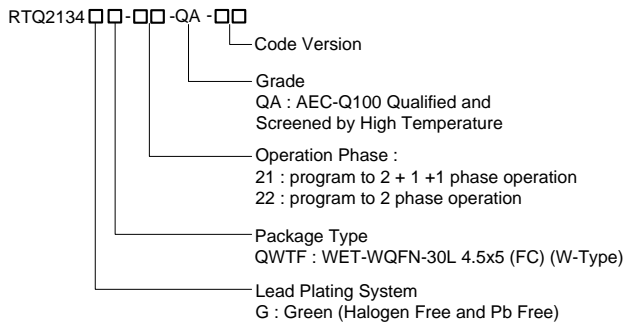 RTQ2134□□-□□-QA-□□
Code Version
Grade
QA : AEC-Q100 Qualified and
Screened by High Temperature
Operation Phase :
21 : program to 2 + 1 +1 phase operation
22 : program to 2 phase operation
Package Type
QWTF : WET-WQFN-30L 4.5x5 (FC) (W-Type)
Lead Plating System
G : Green (Halogen Free and Pb Free)